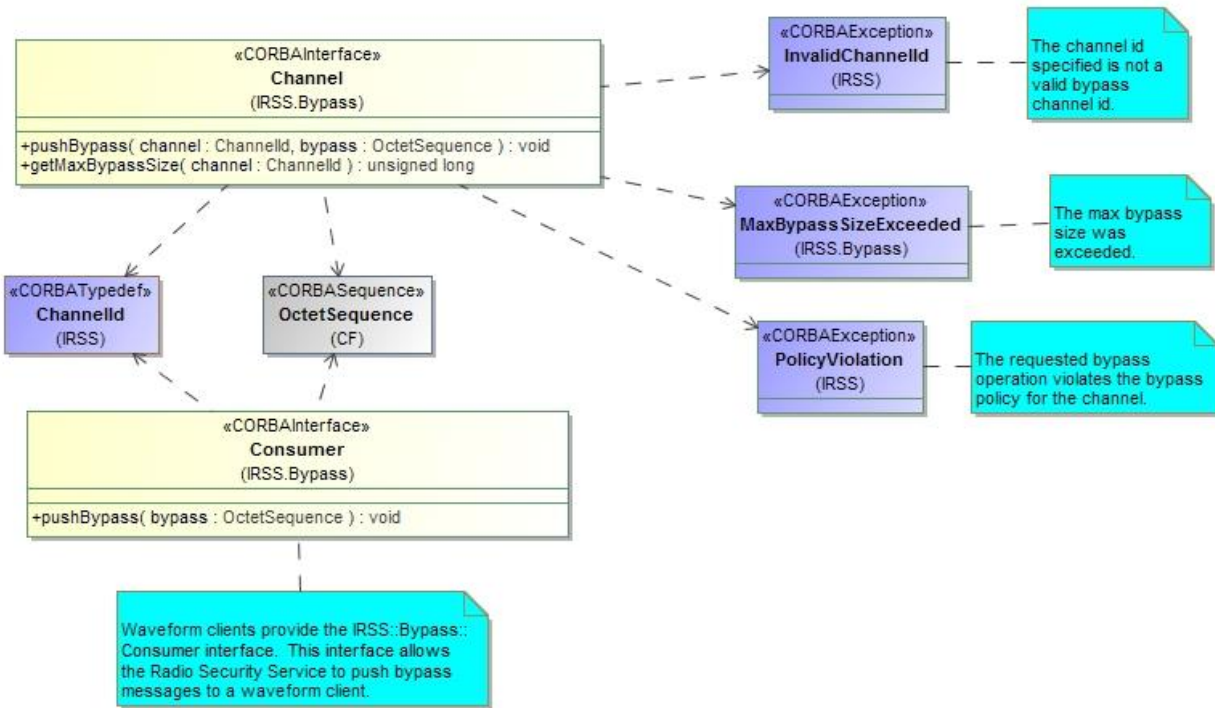 «CORBAInterface»
Channel
(IRSS.Bypass)
+pushBypass( channel : ChannelId, bypass : OctetSequence ) : void
+getMaxBypassSize( channel : ChannelId ) : unsigned long
«CORBAException»
InvalidChannelId
(IRSS)
The channel id
specified is not a
valid bypass
channel id.
«CORBAException»
MaxBypassSizeExceeded
(IRSS.Bypass)
The max bypass
size was
exceeded.
«CORBATypedef»
ChannelId
(IRSS)
«CORBASequence»
OctetSequence
(CF)
«CORBAException»
PolicyViolation
(IRSS)
The requested bypass
operation violates the bypass
policy for the channel.
«CORBAInterface»
Consumer
(IRSS.Bypass)
+pushBypass( bypass : OctetSequence ) : void
Waveform clients provide the IRSS::Bypass::
Consumer interface.  This interface allows
the Radio Security Service to push bypass
messages to a waveform client.